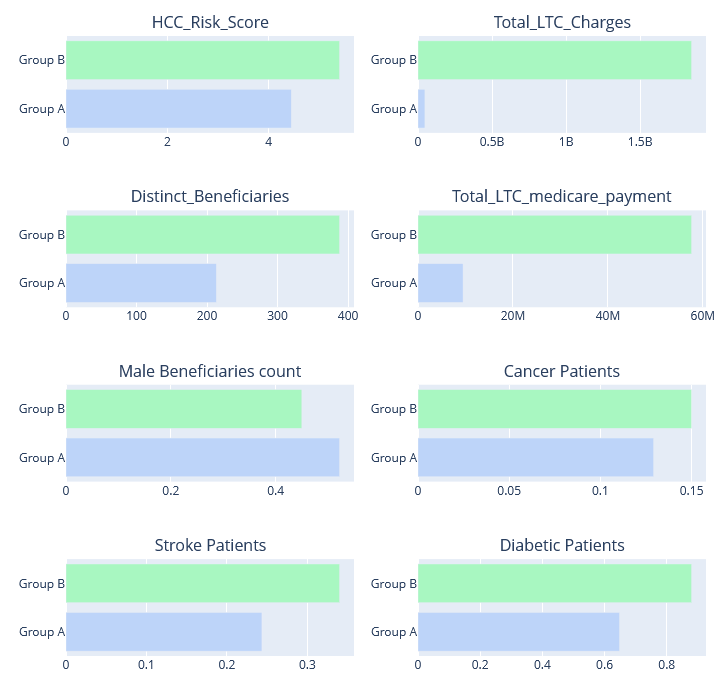 HCC_Risk_Score
Group B
Group A
0 2 4
Total_LTC_Charges
Group B
Group A
0 0.5B 1B 1.5B
Distinct_Beneficiaries
Group B
Group A
0 100 200 300 400
Total_LTC_medicare_payment
Group B
Group A
0 20M 40M 60M
Male Beneficiaries count
Group B
Group A
0 0.2 0.4
Cancer Patients
Group B
Group A
0 0.05 0.1 0.15
Stroke Patients
Group B
Group A
0 0.1 0.2 0.3
Diabetic Patients
Group B
Group A
0 0.2 0.4 0.6 0.8